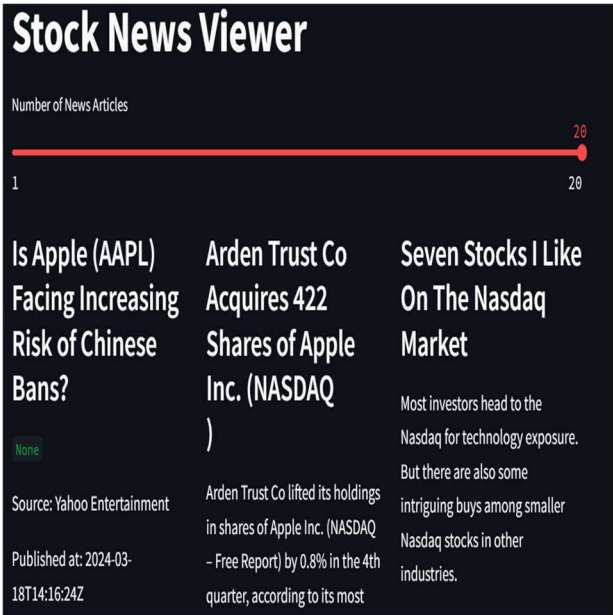 Stock News Viewer
Number of News Articles
20
1
20
Is Apple (AAPL)
Facing Increasing
Risk of Chinese
Bans?
None
Source: Yahoo Entertainment
Published at: 2024-03-
18T14:16:24Z
Arden Trust Co
Acquires 422
Shares of Apple
Inc. (NASDAQ
)
Arden Trust Co lifted its holdings
in shares of Apple Inc. (NASDAQ
– Free Report) by 0.8% in the 4th
quarter, according to its most
Seven Stocks I Like
On The Nasdaq
Market
Most investors head to the
Nasdaq for technology exposure.
But there are also some
intriguing buys among smaller
Nasdaq stocks in other
industries.